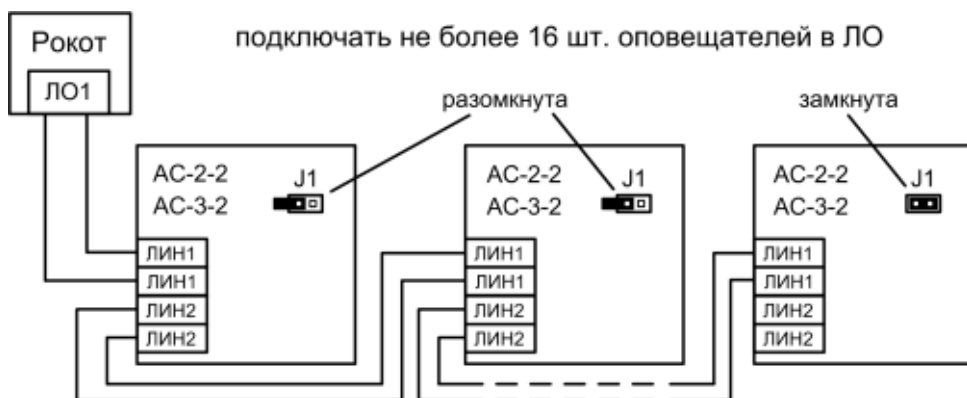 Рокот
ЛО1
подключать не более 16 шт. оповещателей в ЛО
разомкнута
замкнута
АС-2-2
АС-3-2
J1
ЛИН1
ЛИН1
ЛИН2
ЛИН2
АС-2-2
АС-3-2
J1
ЛИН1
ЛИН1
ЛИН2
ЛИН2
АС-2-2
АС-3-2
J1
ЛИН1
ЛИН1
ЛИН2
ЛИН2